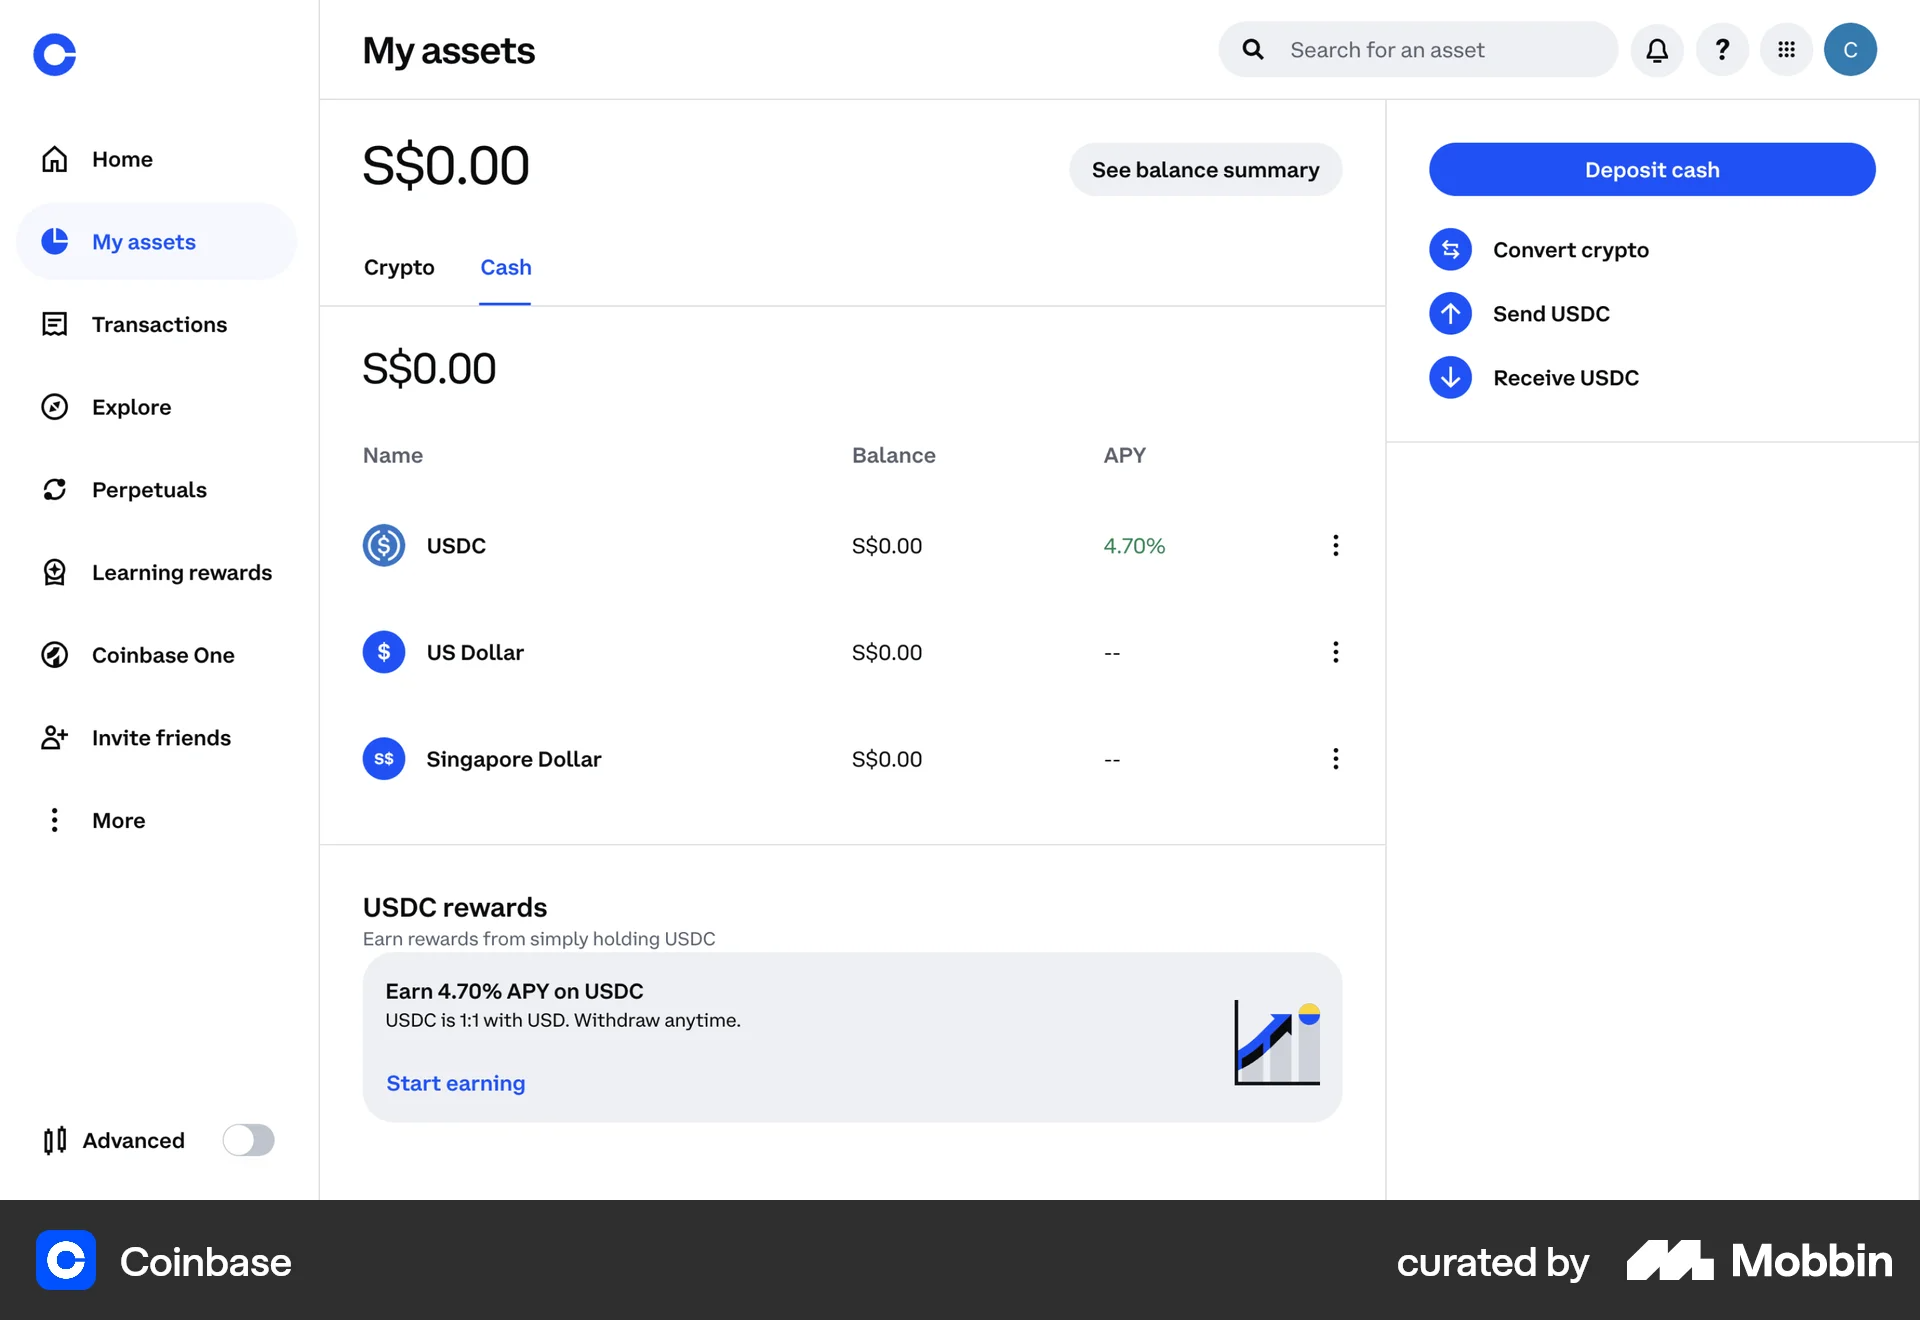 My assets
Search for an asset
C
Home
My assets
Transactions
Explore
Perpetuals
Learning rewards
Coinbase One
Invite friends
More
Advanced
S$0.00
See balance summary
Crypto
Cash
S$0.00
Name Balance APY
USDC S$0.00 4.70%
$ US Dollar S$0.00 --
S$ Singapore Dollar S$0.00 --
USDC rewards
Earn rewards from simply holding USDC
Earn 4.70% APY on USDC
USDC is 1:1 with USD. Withdraw anytime.
Start earning
Deposit cash
Convert crypto
Send USDC
Receive USDC
Coinbase
curated by Mobbin